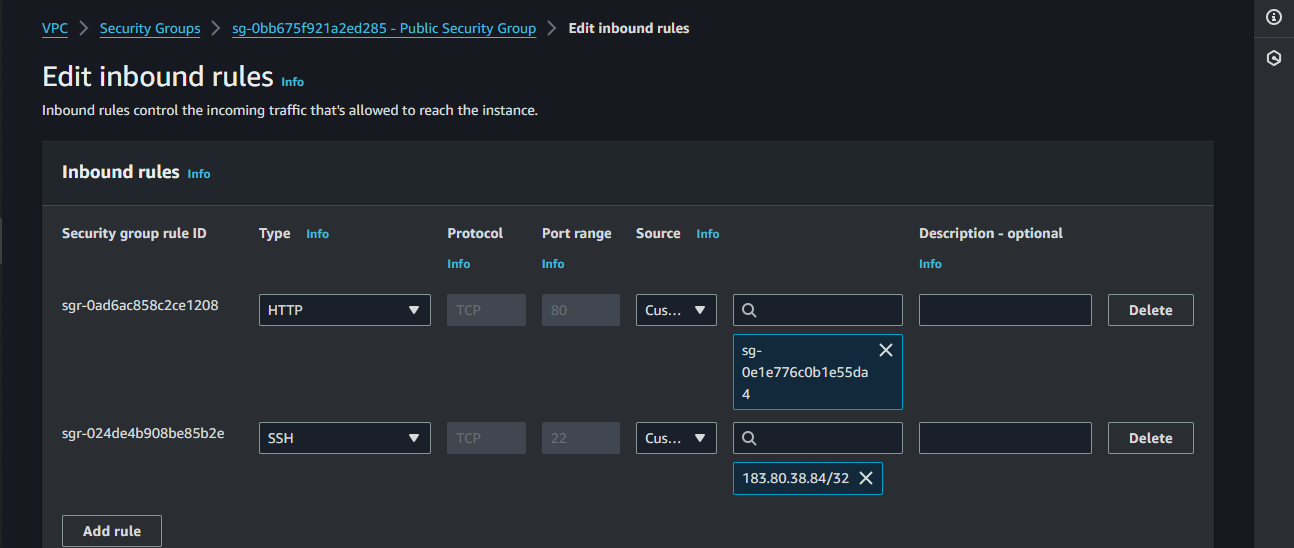 VPC > Security Groups > sg-0bb675f921a2ed285 - Public Security Group > Edit inbound rules
Edit inbound rules Info
Inbound rules control the incoming traffic that's allowed to reach the instance.
Inbound rules Info
Security group rule ID Type Info Protocol Port range Source Info Description - optional
Info Info Info
sgr-0ad6ac858c2ce1208 HTTP TCP 80 Cus... Delete
sg-
0e1e776c0b1e55da
4
sgr-024de4b908be85b2e SSH TCP 22 Cus... Delete
183.80.38.84/32
Add rule